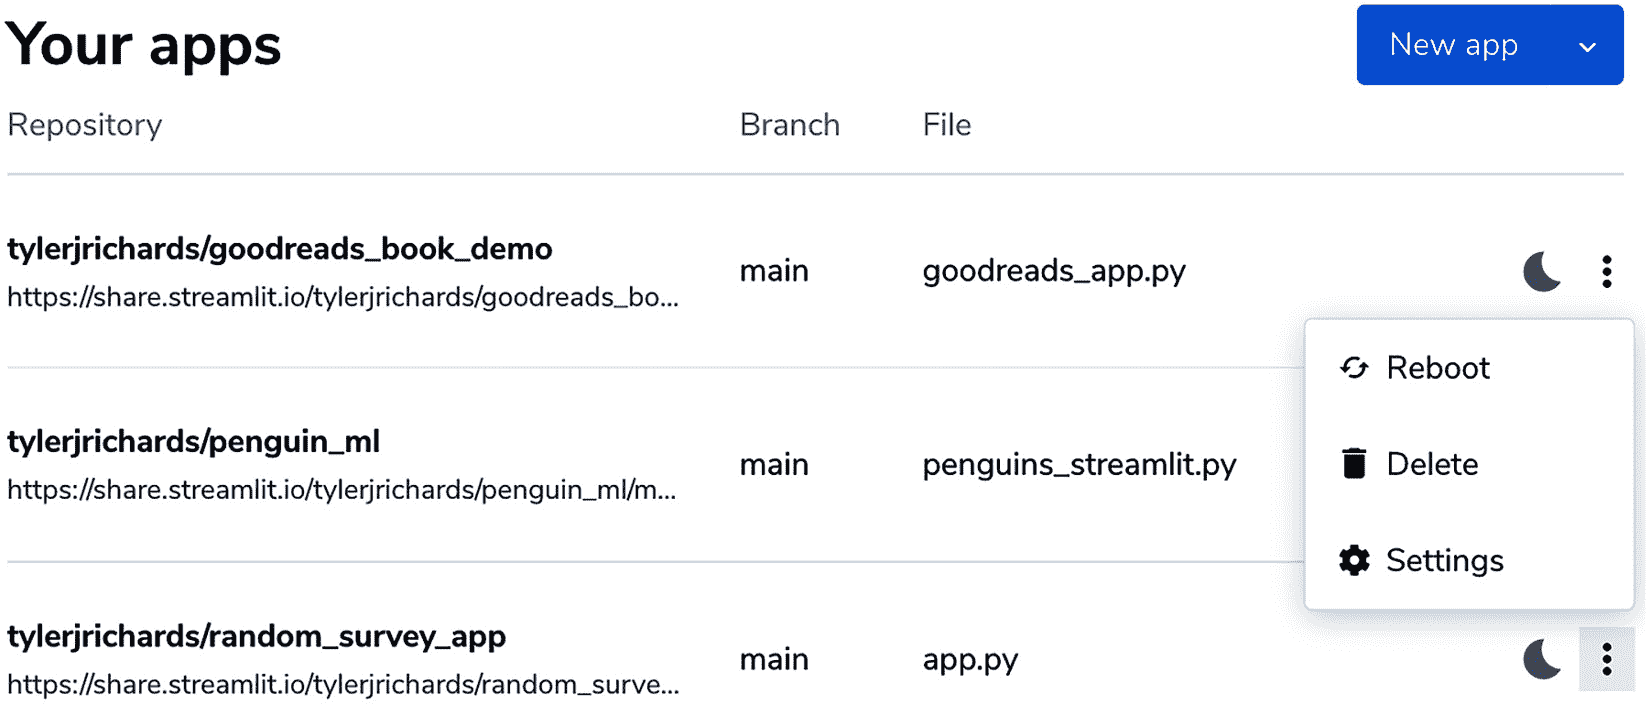 Your apps
New app
Repository Branch File
tylerjrichards/goodreads_book_demo
https://share.streamlit.io/tylerjrichards/goodreads_bo...
main goodreads_app.py
Reboot
tylerjrichards/penguin_ml
https://share.streamlit.io/tylerjrichards/penguin_ml/m...
main penguins_streamlit.py
Delete
Settings
tylerjrichards/random_survey_app
https://share.streamlit.io/tylerjrichards/random_surve...
main app.py